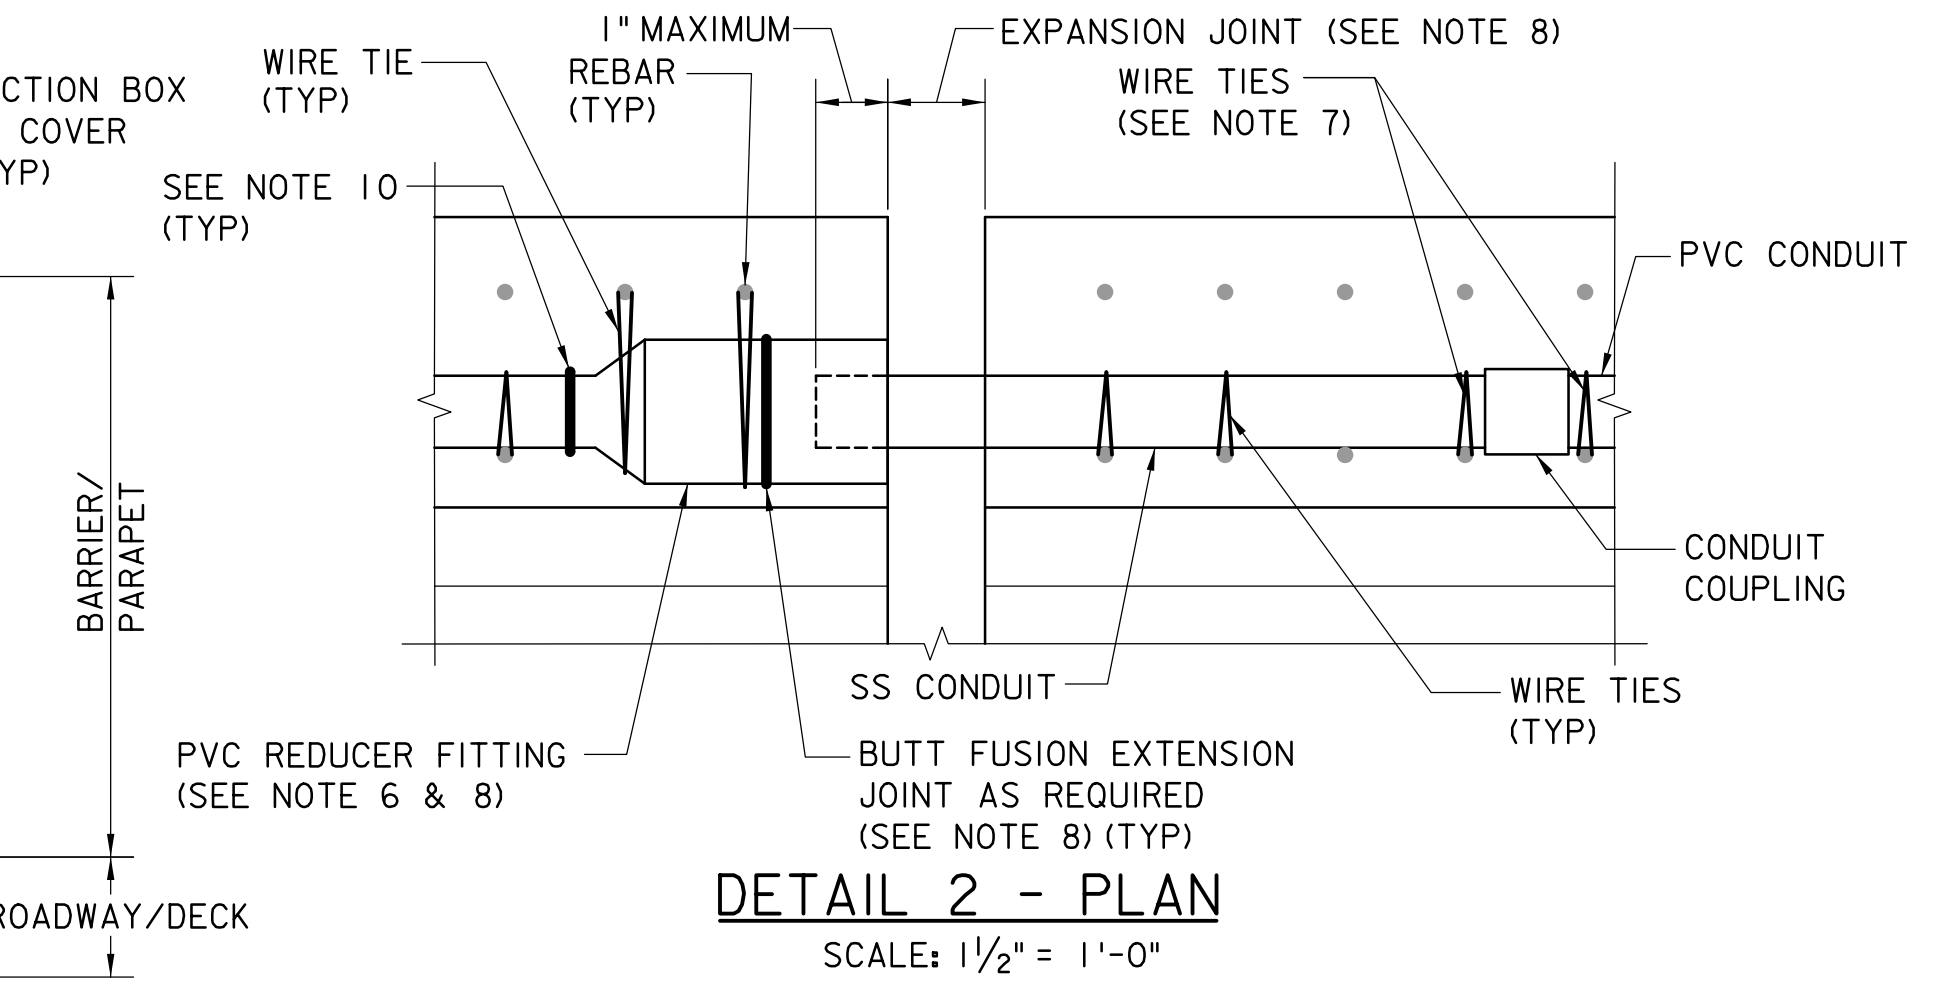 CTION BOX
COVER
YP)
WIRE TIE
(TYP)
1" MAXIMUM
REBAR
(TYP)
EXPANSION JOINT (SEE NOTE 8)
WIRE TIES
(SEE NOTE 7)
SEE NOTE 10
(TYP)
PVC CONDUIT
BARRIER/
PARAPET
CONDUIT
COUPLING
SS CONDUIT
WIRE TIES
(TYP)
PVC REDUCER FITTING
(SEE NOTE 6 & 8)
BUTT FUSION EXTENSION
JOINT AS REQUIRED
(SEE NOTE 8) (TYP)
ROADWAY/DECK
DETAIL 2 - PLAN
SCALE: 1 1/2" = 1'-0"